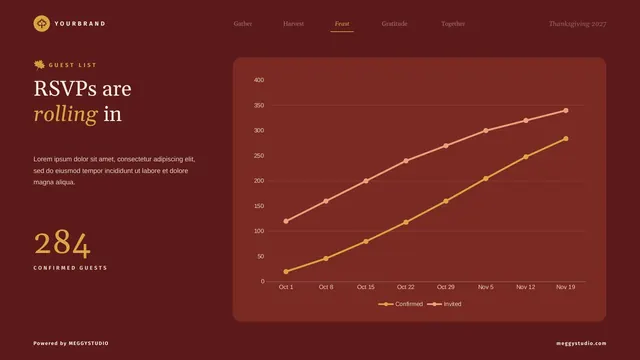 YOURBRAND
Gather Harvest Feast Gratitude Together
Thanksgiving 2027
GUEST LIST
RSVPs are
rolling in
Lorem ipsum dolor sit amet, consectetur adipiscing elit,
sed do eiusmod tempor incididunt ut labore et dolore
magna aliqua.
284
CONFIRMED GUESTS
400
350
300
250
200
150
100
50
0
Oct 1 Oct 8 Oct 15 Oct 22 Oct 29 Nov 5 Nov 12 Nov 19
Confirmed Invited
Powered by MEGGYSTUDIO
meggystudio.com